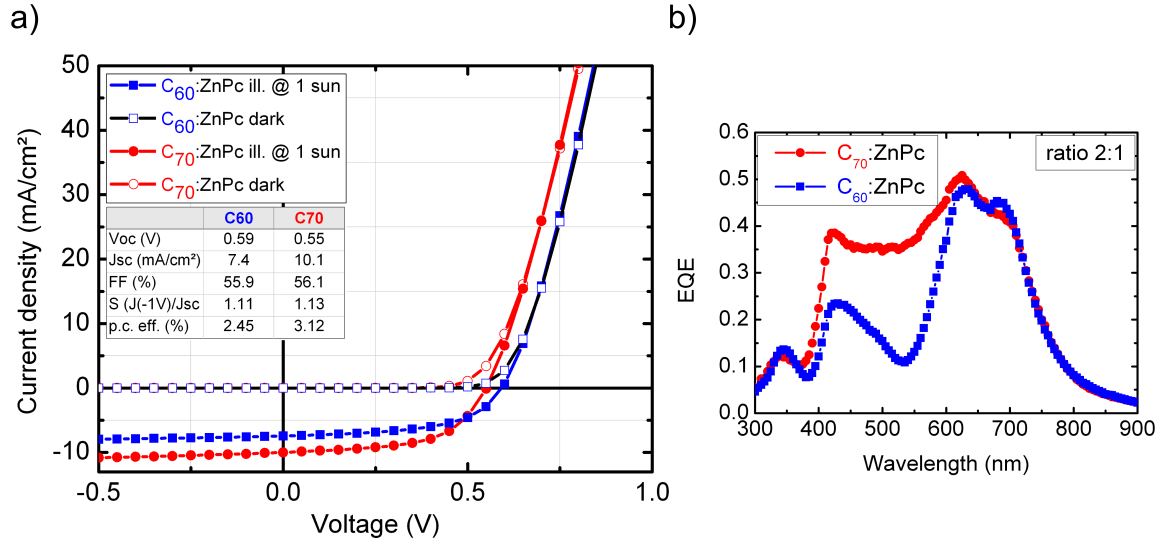 a)
50
40
30
20
10
0
-10
-0.5 0.0 0.5 1.0
Current density (mA/cm²)
Voltage (V)
C60:ZnPc ill. @ 1 sun
C60:ZnPc dark
C70:ZnPc ill. @ 1 sun
C70:ZnPc dark
C60 C70
Voc (V) 0.59 0.55
Jsc (mA/cm²) 7.4 10.1
FF (%) 55.9 56.1
S (J(-1V)/Jsc 1.11 1.13
p.c. eff. (%) 2.45 3.12
b)
0.6
0.5
0.4
0.3
0.2
0.1
0.0
300 400 500 600 700 800 900
EQE
Wavelength (nm)
C70:ZnPc
C60:ZnPc
ratio 2:1